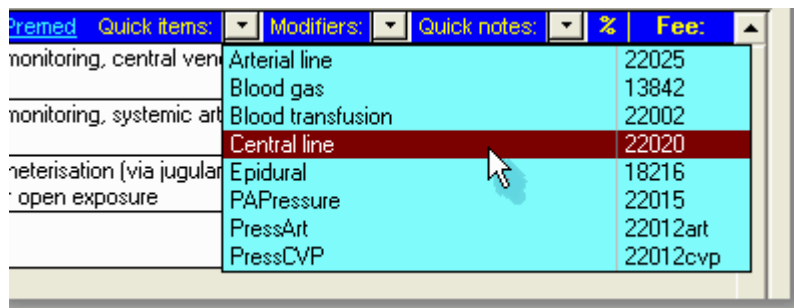 Premed Quick items: Modifiers: Quick notes: % Fee:
monitoring, central ven
monitoring, systemic art
heterisation (via jugular
open exposure
Arterial line 22025
Blood gas 13842
Blood transfusion 22002
Central line 22020
Epidural 18216
PAPressure 22015
PressArt 22012art
PressCVP 22012cvp